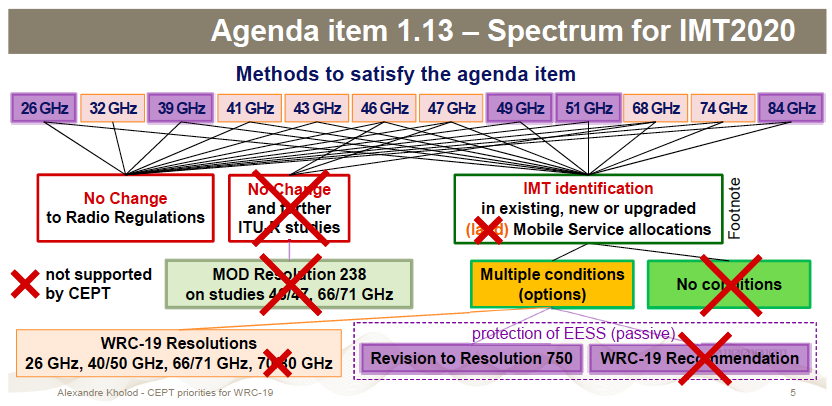 Agenda item 1.13 – Spectrum for IMT2020
Methods to satisfy the agenda item
26 GHz 32 GHz 39 GHz 41 GHz 43 GHz 46 GHz 47 GHz 49 GHz 51 GHz 68 GHz 74 GHz 84 GHz
No Change
to Radio Regulations
No Change
and further
ITU-R studies
IMT identification
in existing, new or upgraded
(land) Mobile Service allocations
Footnote
not supported
by CEPT
MOD Resolution 238
on studies 46/47, 66/71 GHz
Multiple conditions
(options)
No conditions
WRC-19 Resolutions
26 GHz, 40/50 GHz, 66/71 GHz, 70/80 GHz
protection of EESS (passive)
Revision to Resolution 750
WRC-19 Recommendation
Alexandre Kholod - CEPT priorities for WRC-19
5